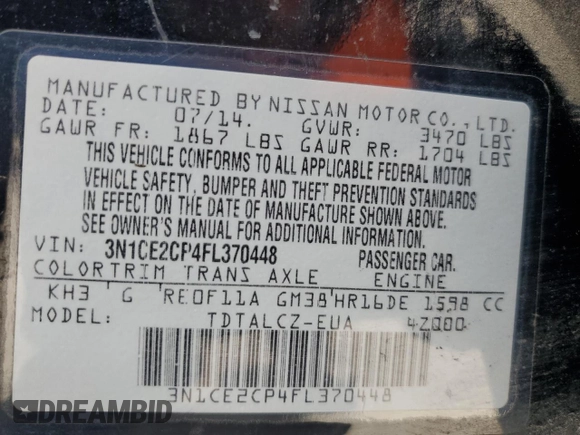 MANUFACTURED BY NISSAN MOTOR CO., LTD.
DATE: 07/14. GVWR: 3470 LBS
GAWR FR: 1867 LBS GAWR RR: 1704 LBS
THIS VEHICLE CONFORMS TO ALL APPLICABLE FEDERAL MOTOR
VEHICLE SAFETY, BUMPER AND THEFT PREVENTION STANDARDS
IN EFFECT ON THE DATE OF MANUFACTURE SHOWN ABOVE.
SEE OWNER'S MANUAL FOR ADDITIONAL INFORMATION.
VIN: 3N1CE2CP4FL370448 PASSENGER CAR.
COLOR TRIM TRANS AXLE ENGINE
KH3 G RE0F11A GM38 HR16DE 1598 CC
MODEL: TDTALCZ-EUA 4ZQ00
3N1CE2CP4FL370448
DREAMBID